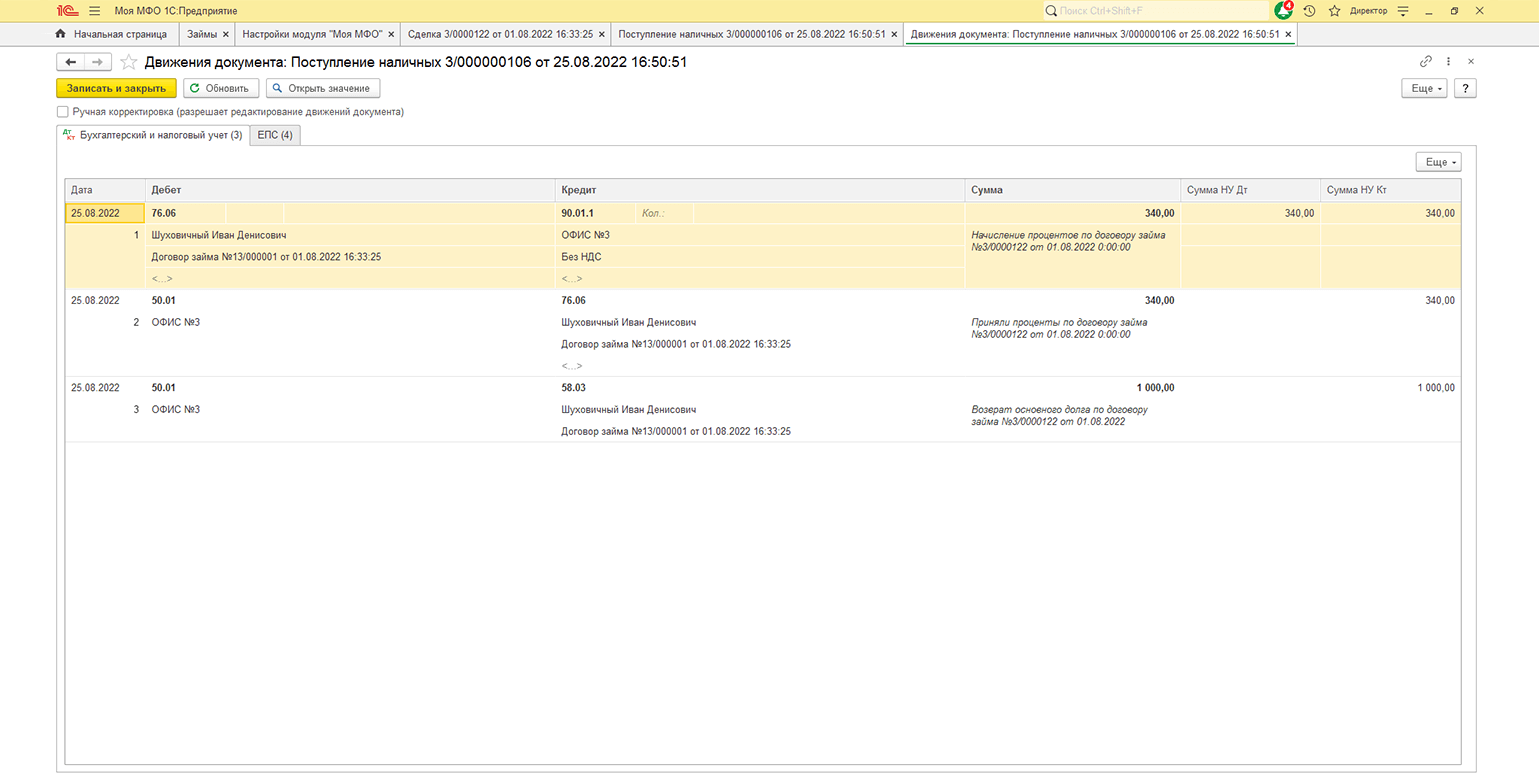 1С Моя МФО 1С:Предприятие Поиск Ctrl+Shift+F 4 Директор
Начальная страница Займы × Настройки модуля "Моя МФО" × Сделка 3/0000122 от 01.08.2022 16:33:25 × Поступление наличных 3/000000106 от 25.08.2022 16:50:51 × Движения документа: Поступление наличных 3/000000106 от 25.08.2022 16:50:51 ×
Движения документа: Поступление наличных 3/000000106 от 25.08.2022 16:50:51
Записать и закрыть Обновить Открыть значение Еще ?
Ручная корректировка (разрешает редактирование движений документа)
Дт Кт Бухгалтерский и налоговый учет (3) ЕПС (4)
Еще
Дата Дебет Кредит Сумма Сумма НУ Дт Сумма НУ Кт
25.08.2022 76.06 90.01.1 Кол.: 340,00 340,00 340,00
1 Шуховичный Иван Денисович ОФИС №3 Начисление процентов по договору займа
№3/0000122 от 01.08.2022 0:00:00
Договор займа №13/000001 от 01.08.2022 16:33:25 Без НДС
<...> <...>
25.08.2022 50.01 76.06 340,00 340,00
2 ОФИС №3 Шуховичный Иван Денисович Приняли проценты по договору займа
№3/0000122 от 01.08.2022 0:00:00
Договор займа №13/000001 от 01.08.2022 16:33:25
<...>
25.08.2022 50.01 58.03 1 000,00 1 000,00
3 ОФИС №3 Шуховичный Иван Денисович Возерат основного долга по договору
займа №3/0000122 от 01.08.2022
Договор займа №13/000001 от 01.08.2022 16:33:25